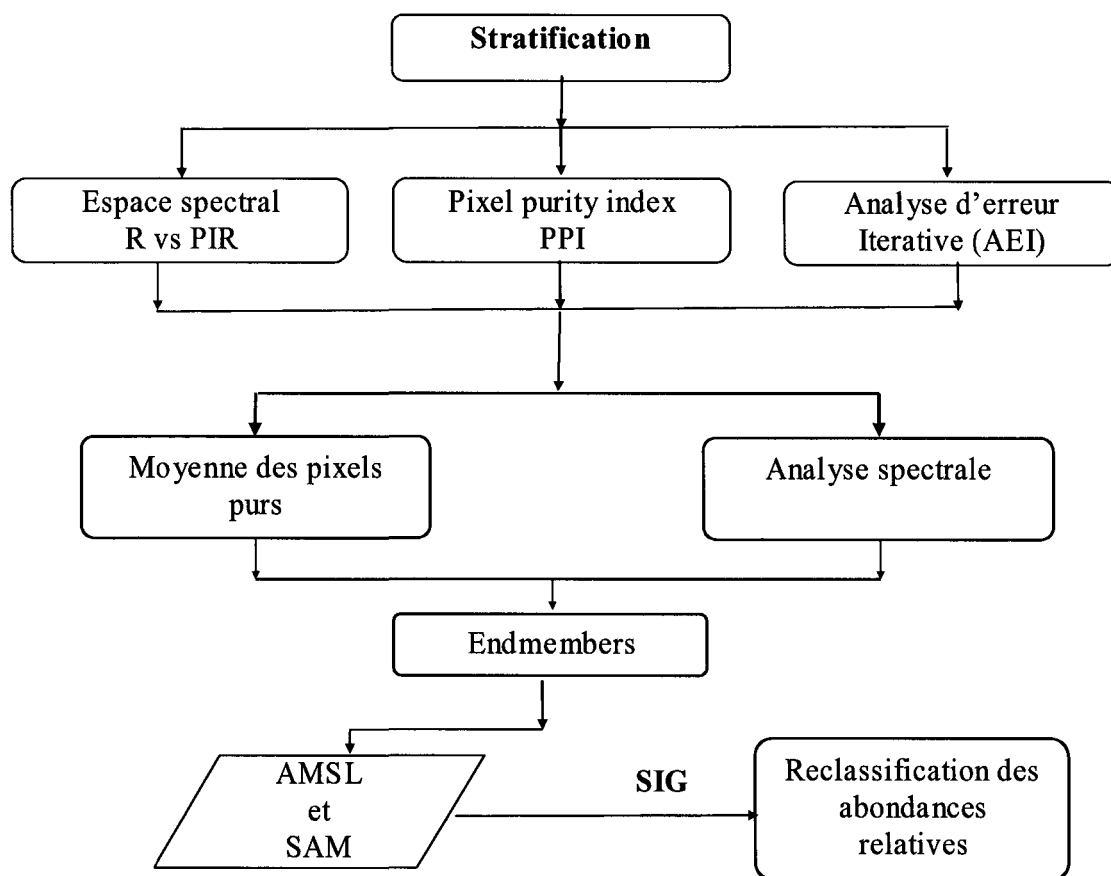 Stratification
Espace spectral
R vs PIR
Pixel purity index
PPI
Analyse d'erreur
Iterative (AEI)
Moyenne des pixels
purs
Analyse spectrale
Endmembers
AMSL
et
SAM
SIG
Reclassification des
abondances
relatives